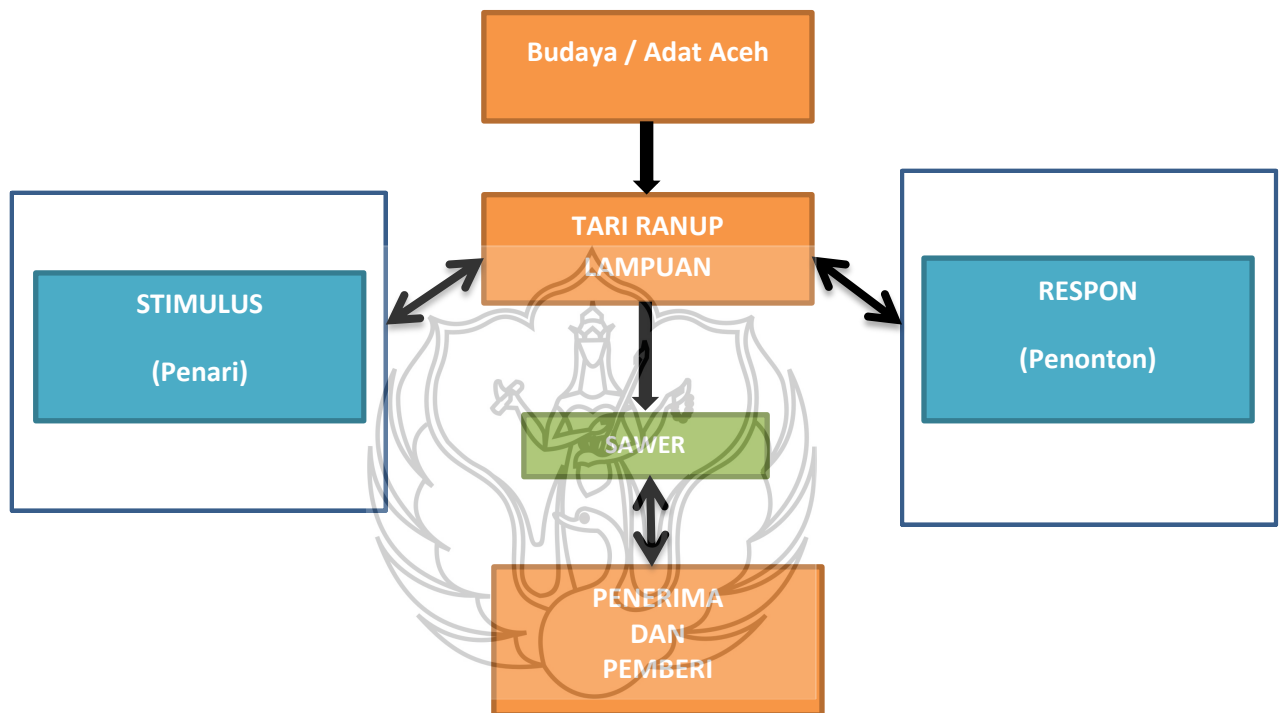 Budaya / Adat Aceh
TARI RANUP
LAMPUAN
STIMULUS
(Penari)
RESPON
(Penonton)
SAWER
PENERIMA
DAN
PEMBERI